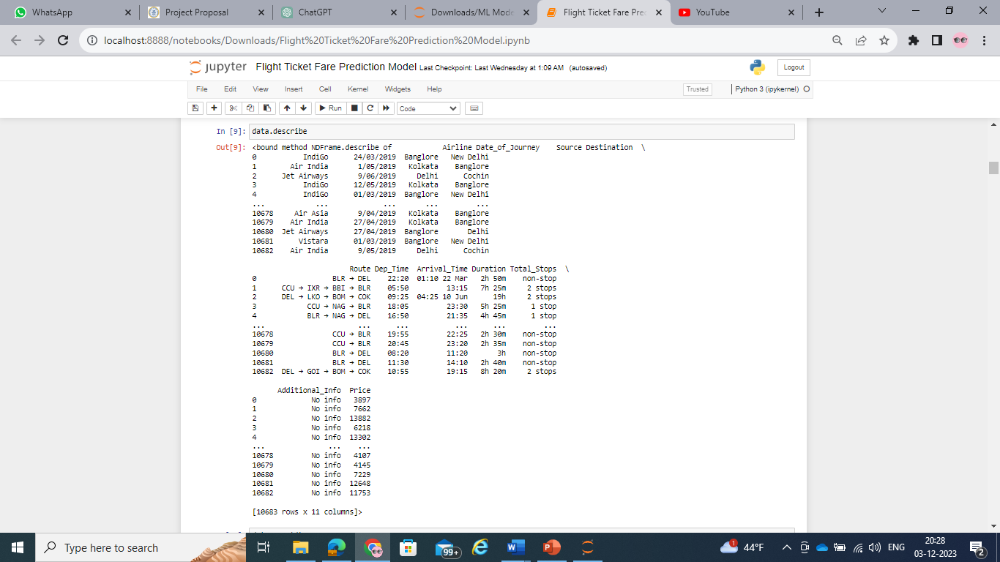 WhatsApp
Project Proposal
ChatGPT
Downloads/ML Mode
Flight Ticket Fare Pre
YouTube
localhost:8888/notebooks/Downloads/Flight%20Ticket%20Fare%20Prediction%20Model.ipynb
jupyter Flight Ticket Fare Prediction Model Last Checkpoint: Last Wednesday at 1:09 AM (autosaved)
Logout
File Edit View Insert Cell Kernel Widgets Help
Trusted
Python 3 (ipykernel)
Run
Code
In [9]: data.describe
Out[9]: <bound method NDFrame.describe of Airline Date_of_Journey Source Destination \
0 IndiGo 24/03/2019 Banglore New Delhi
1 Air India 1/05/2019 Kolkata Banglore
2 Jet Airways 9/06/2019 Delhi Cochin
3 IndiGo 12/05/2019 Kolkata Banglore
4 IndiGo 01/03/2019 Banglore New Delhi
... ... ... ... ...
10678 Air Asia 9/04/2019 Kolkata Banglore
10679 Air India 27/04/2019 Kolkata Banglore
10680 Jet Airways 27/04/2019 Banglore Delhi
10681 Vistara 01/03/2019 Banglore New Delhi
10682 Air India 9/05/2019 Delhi Cochin
Route Dep_Time Arrival_Time Duration Total_Stops \
0 BLR → DEL 22:20 01:10 22 Mar 2h 50m non-stop
1 CCU → IXR → BBI → BLR 05:50 13:15 7h 25m 2 stops
2 DEL → LKO → BOM → COK 09:25 04:25 10 Jun 19h 2 stops
3 CCU → NAG → BLR 18:05 23:30 5h 25m 1 stop
4 BLR → NAG → DEL 16:50 21:35 4h 45m 1 stop
... ... ... ... ... ...
10678 CCU → BLR 19:55 22:25 2h 30m non-stop
10679 CCU → BLR 20:45 23:20 2h 35m non-stop
10680 BLR → DEL 08:20 11:20 3h non-stop
10681 BLR → DEL 11:30 14:10 2h 40m non-stop
10682 DEL → GOI → BOM → COK 10:55 19:15 8h 20m 2 stops
Additional_Info Price
0 No info 3897
1 No info 7662
2 No info 13882
3 No info 6218
4 No info 13302
... ... ...
10678 No info 4107
10679 No info 4145
10680 No info 7229
10681 No info 12648
10682 No info 11753
[10683 rows x 11 columns]>
Type here to search
99+
1
44°F
ENG
20:28
03-12-2023
2